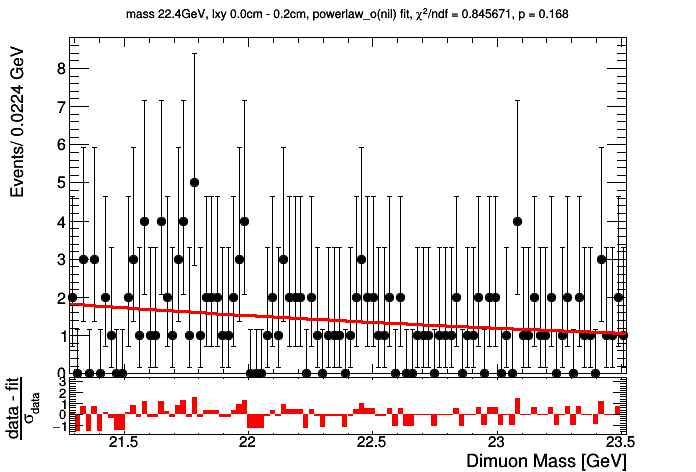 mass 22.4GeV, lxy 0.0cm - 0.2cm, powerlaw_o(nil) fit, χ²/ndf = 0.845671, p = 0.168
Events/ 0.0224 GeV
8
7
6
5
4
3
2
1
0
data - fit
σdata
3
2
1
0
−1
21.5 22 22.5 23 23.5
Dimuon Mass [GeV]